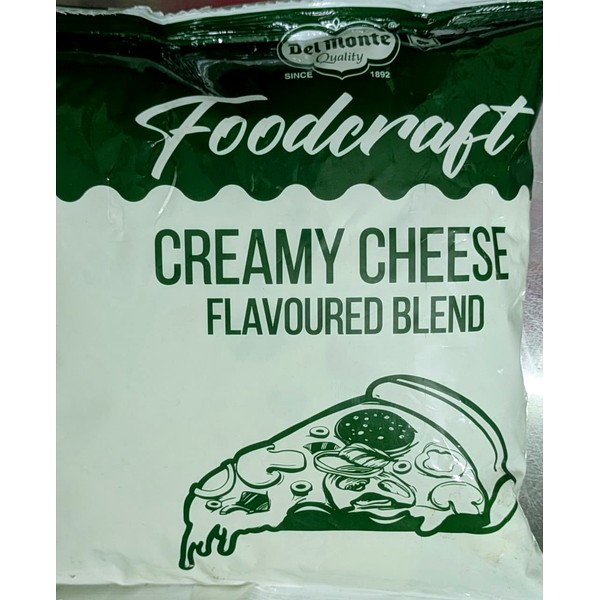 Del Monte
Quality
SINCE 1892
Foodcraft
CREAMY CHEESE
FLAVOURED BLEND